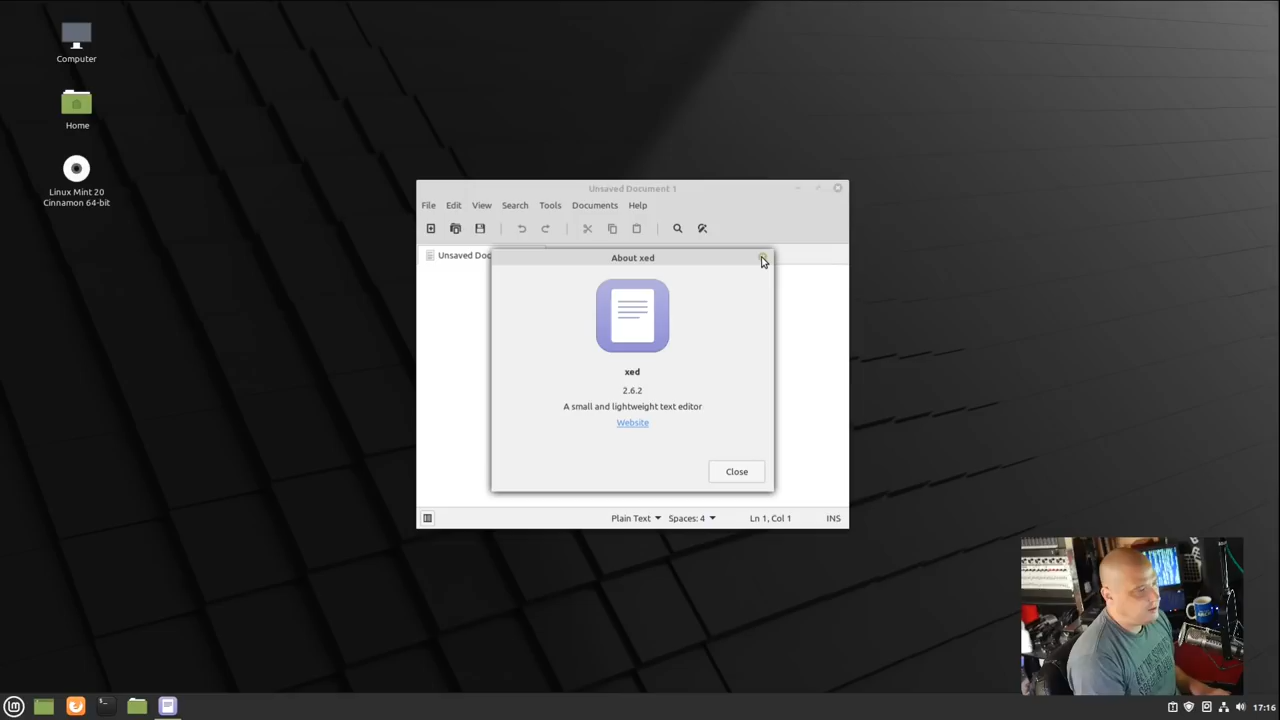 Computer
Home
Linux Mint 20
Cinnamon 64-bit
Unsaved Document 1
File Edit View Search Tools Documents Help
Unsaved Doc
About xed
xed
2.6.2
A small and lightweight text editor
Website
Close
Plain Text Spaces: 4 Ln 1, Col 1 INS
17:16